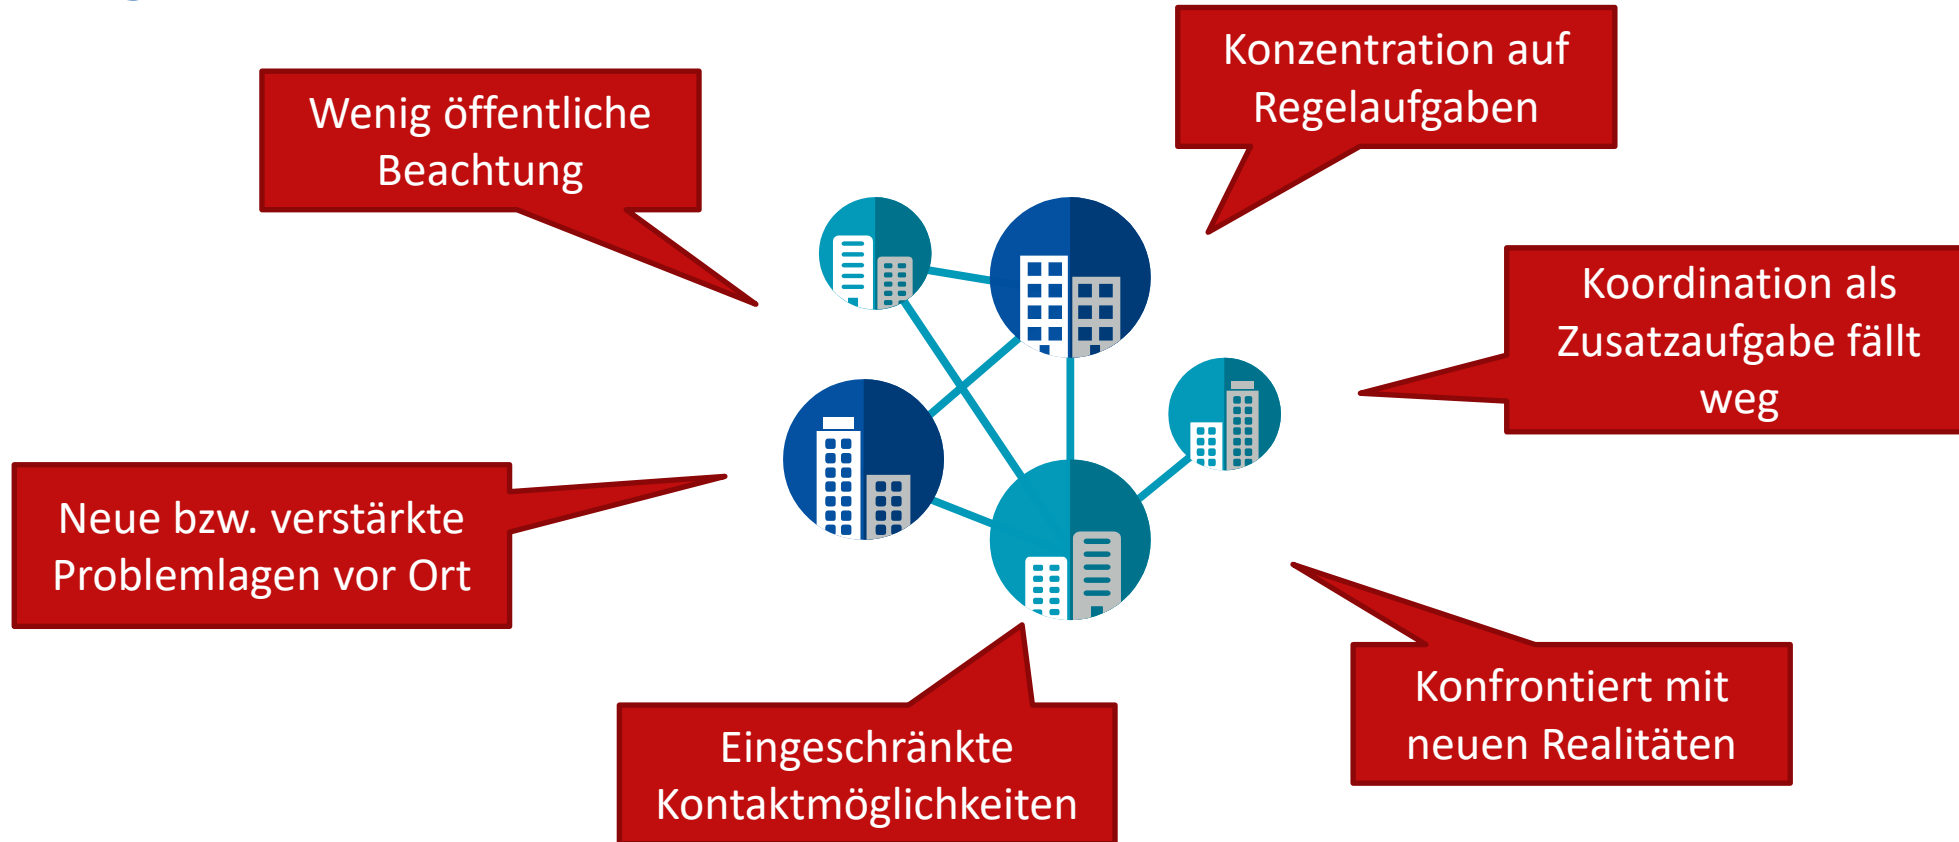 Konzentration auf
Regelaufgaben
Wenig öffentliche
Beachtung
Koordination als
Zusatzaufgabe fällt
weg
Neue bzw. verstärkte
Problemlagen vor Ort
Konfrontiert mit
neuen Realitäten
Eingeschränkte
Kontaktmöglichkeiten